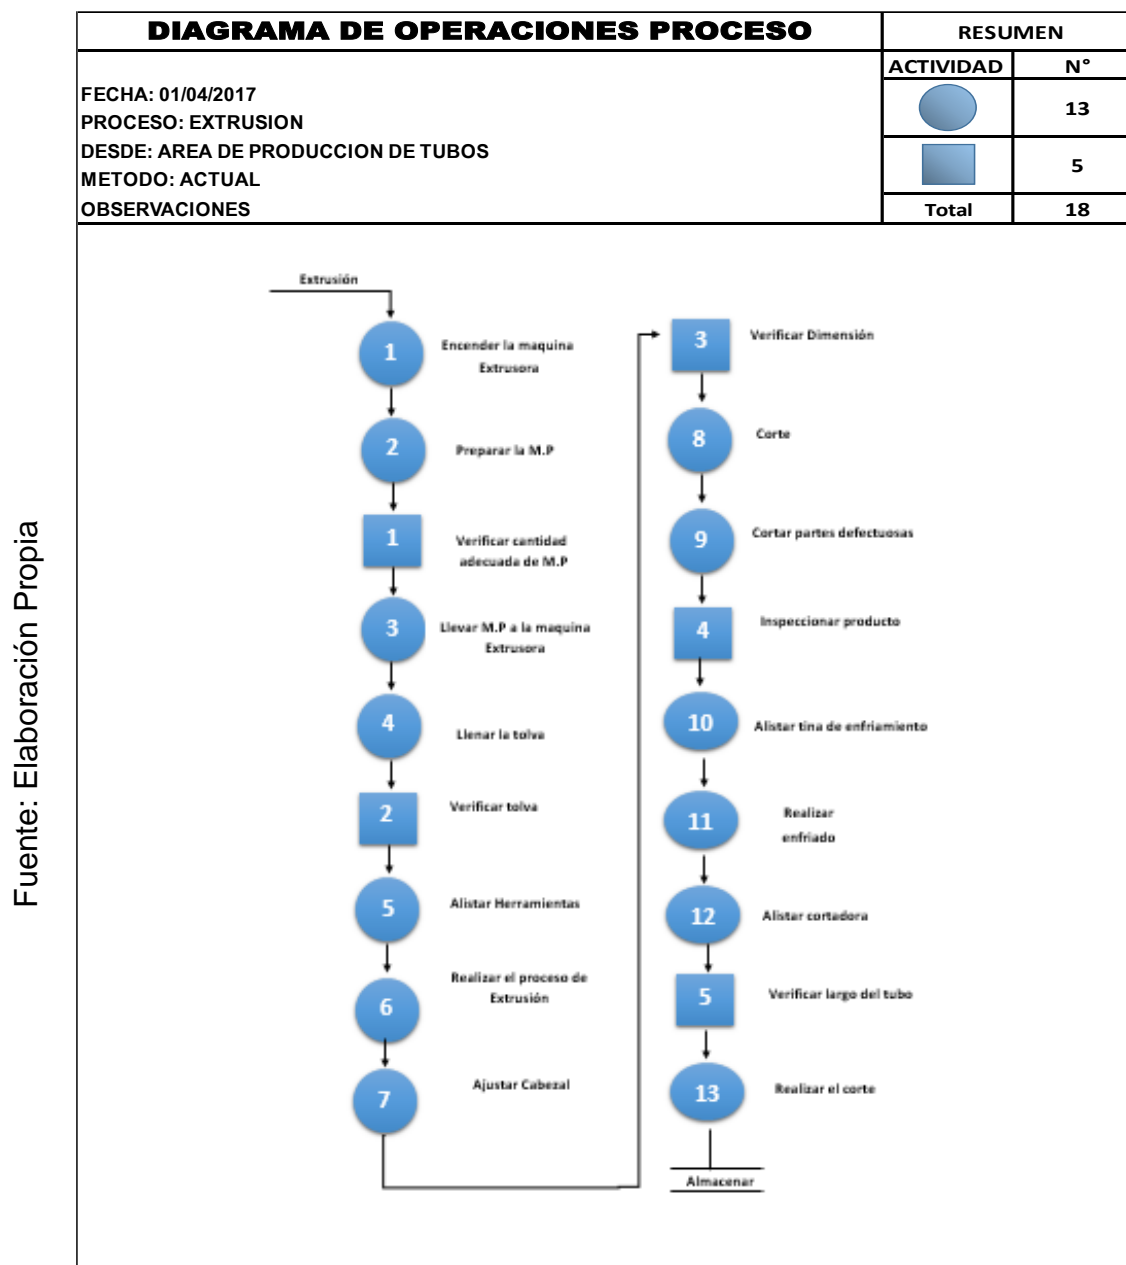 DIAGRAMA DE OPERACIONES PROCESO
RESUMEN
ACTIVIDAD N°
FECHA: 01/04/2017
PROCESO: EXTRUSION
DESDE: AREA DE PRODUCCION DE TUBOS
METODO: ACTUAL
OBSERVACIONES
13
5
Total 18
Fuente: Elaboración Propia
Extrusión
1 Encender la maquina
Extrusora
2 Preparar la M.P
1 Verificar cantidad
adecuada de M.P
3 Llevar M.P a la maquina
Extrusora
4 Llenar la tolva
2 Verificar tolva
5 Alistar Herramientas
6 Realizar el proceso de
Extrusión
7 Ajustar Cabezal
3 Verificar Dimensión
8 Corte
9 Cortar partes defectuosas
4 Inspeccionar producto
10 Alistar tina de enfriamiento
11 Realizar
enfriado
12 Alistar cortadora
5 Verificar largo del tubo
13 Realizar el corte
Almacenar